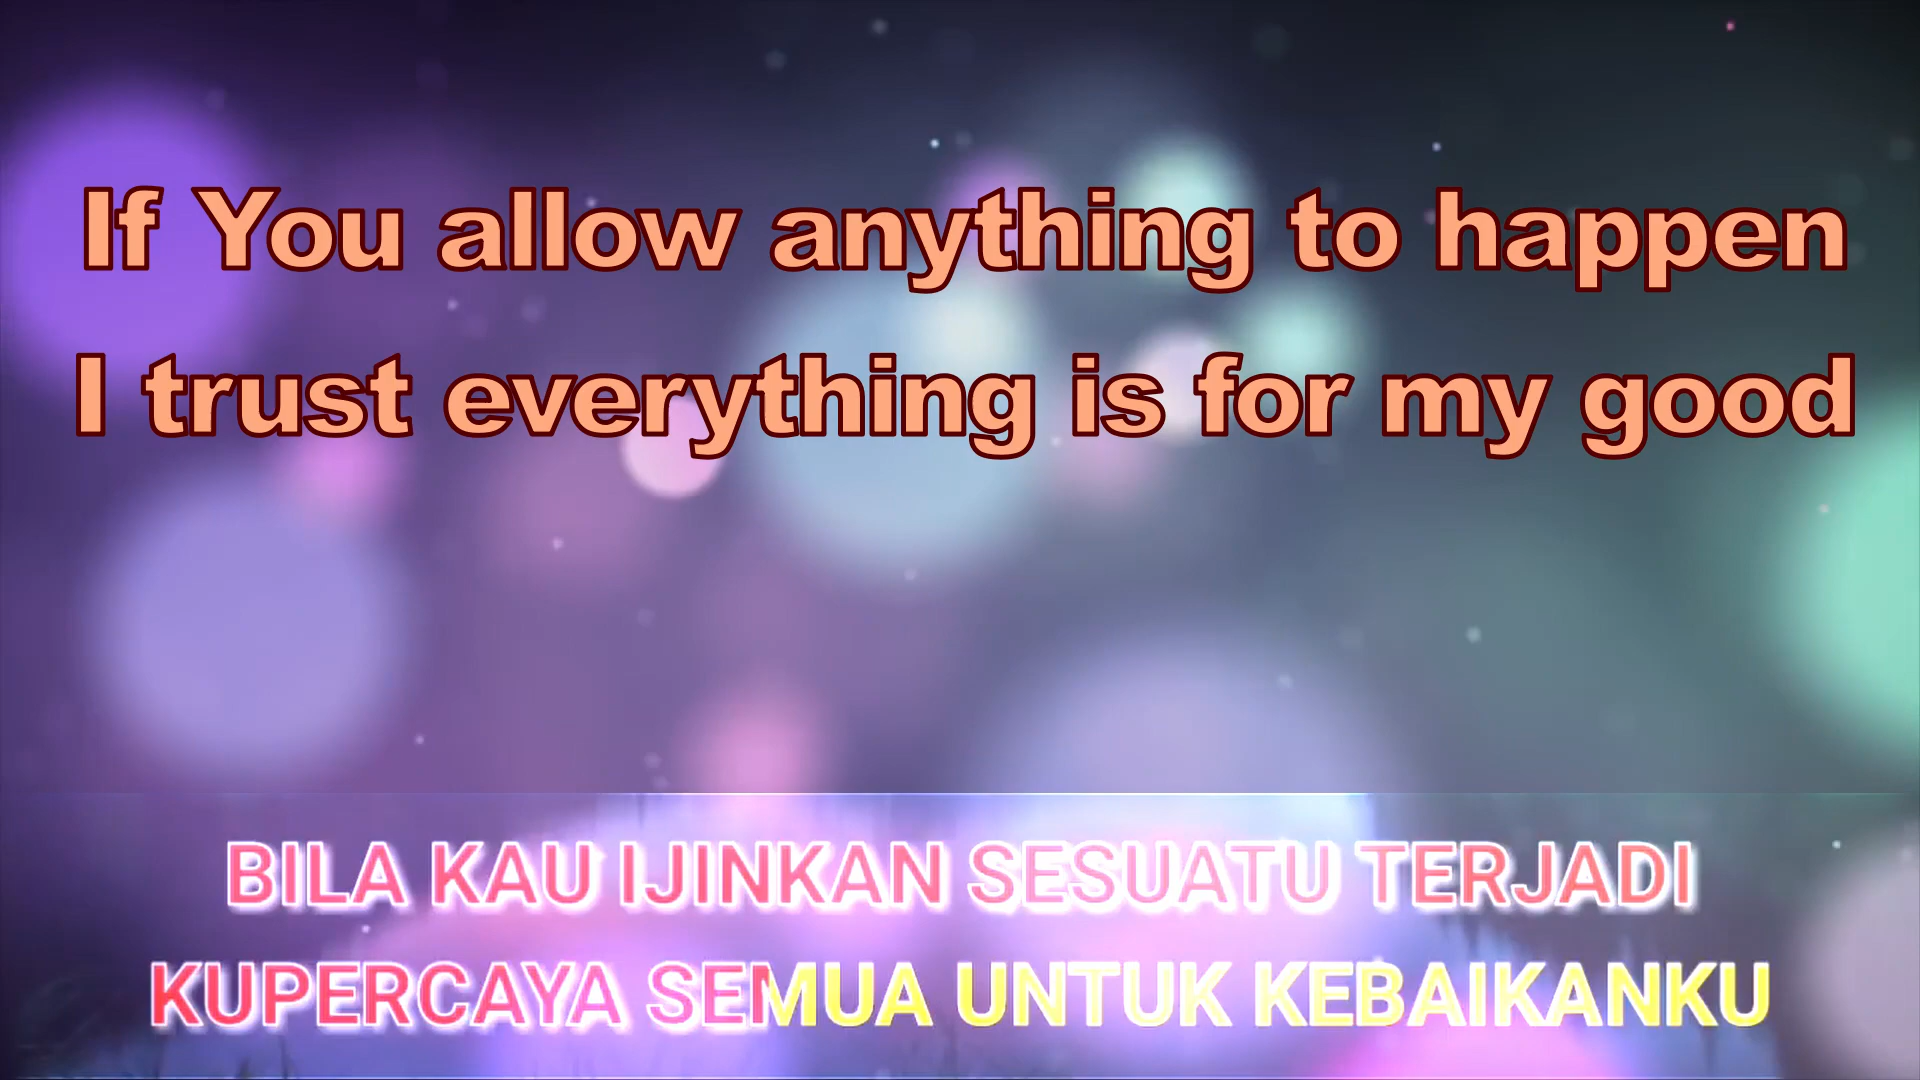 If You allow anything to happen
I trust everything is for my good
BILA KAU IJINKAN SESUATU TERJADI
KUPERCAYA SEMUA UNTUK KEBAIKANKU